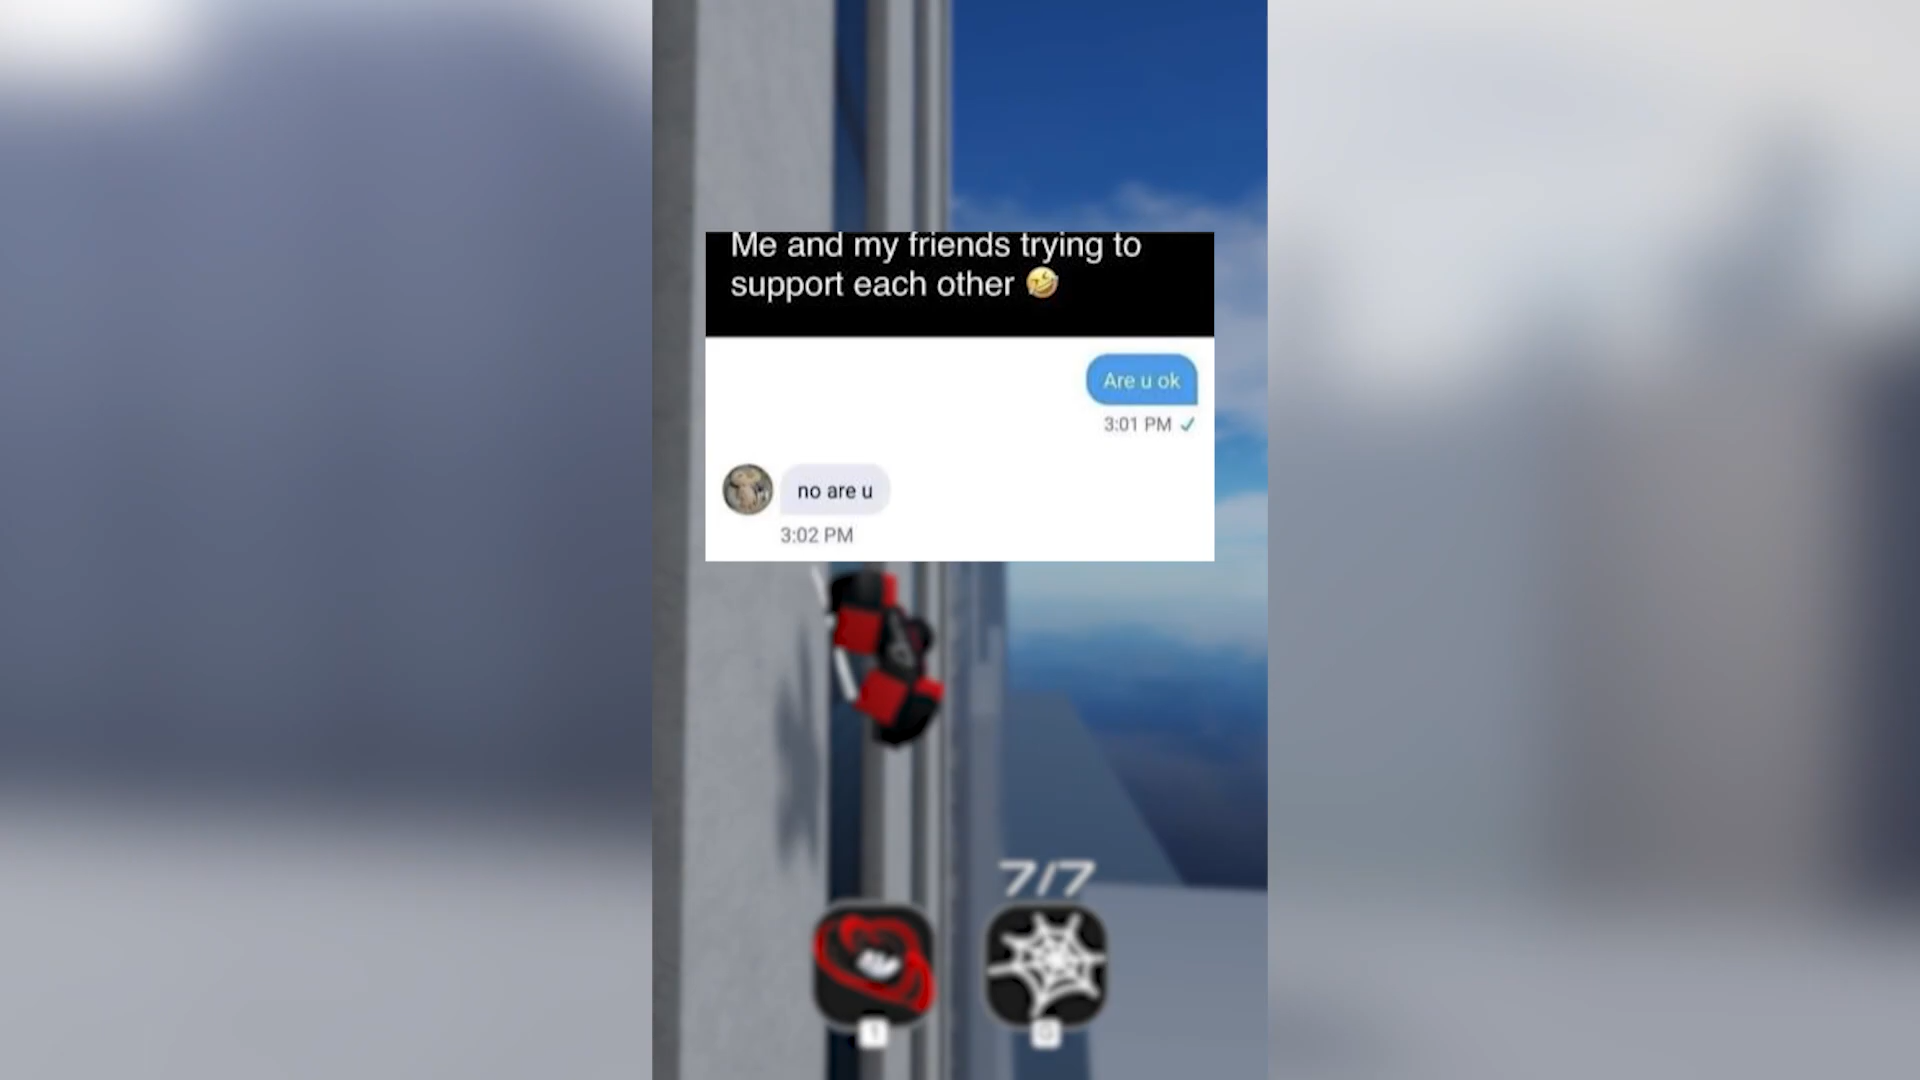 Me and my friends trying to
support each other 🤣
Are u ok
3:01 PM ✓
no are u
3:02 PM
7/7
1